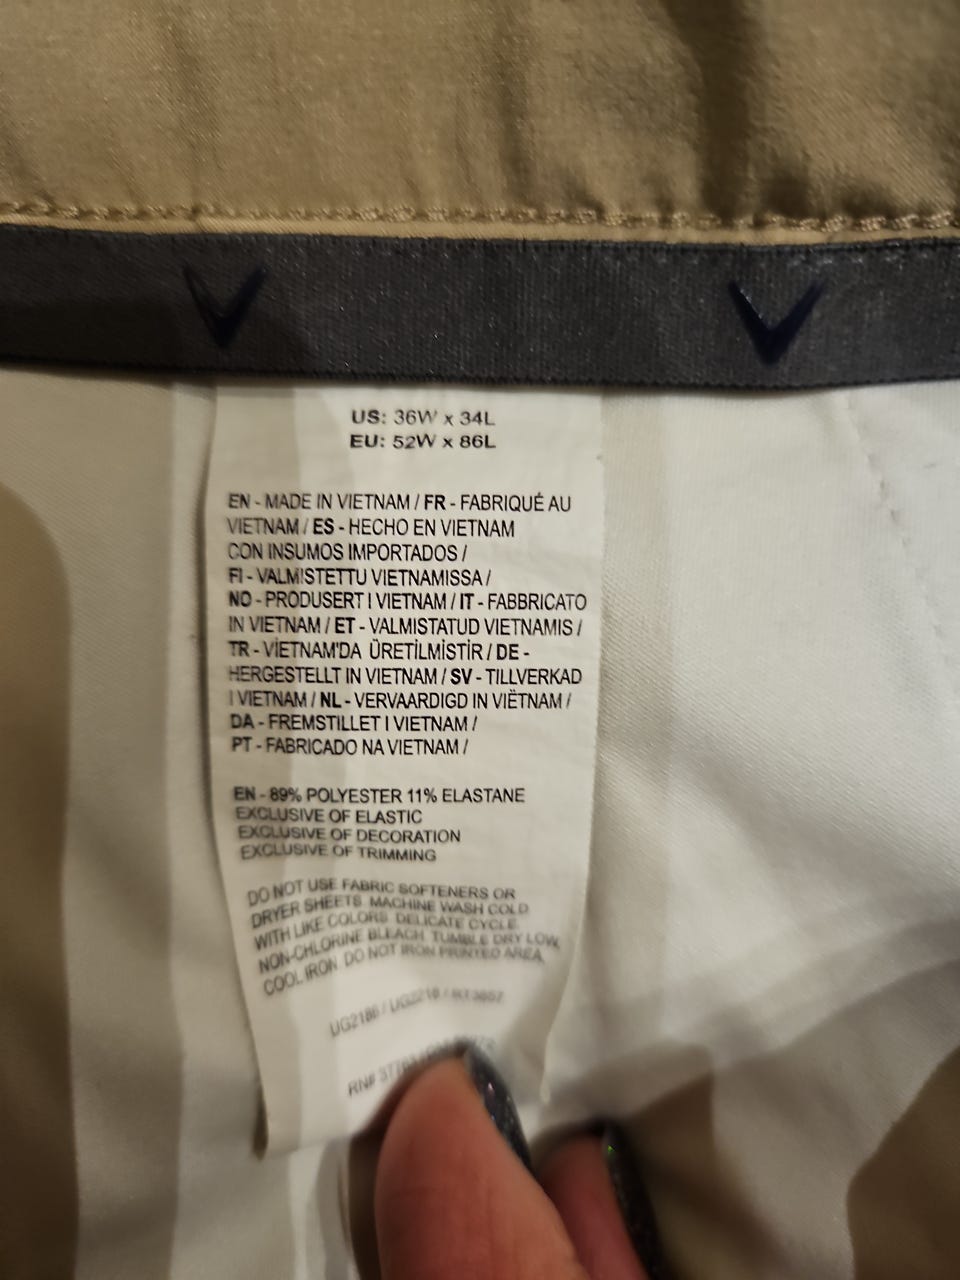 US: 36W x 34L
EU: 52W x 86L
EN - MADE IN VIETNAM / FR - FABRIQUÉ AU
VIETNAM / ES - HECHO EN VIETNAM
CON INSUMOS IMPORTADOS /
FI - VALMISTETTU VIETNAMISSA /
NO - PRODUSERT I VIETNAM / IT - FABBRICATO
IN VIETNAM / ET - VALMISTATUD VIETNAMIS /
TR - VİETNAM'DA ÜRETİLMİSTİR / DE -
HERGESTELLT IN VIETNAM / SV - TILLVERKAD
I VIETNAM / NL - VERVAARDIGD IN VIËTNAM /
DA - FREMSTILLET I VIETNAM /
PT - FABRICADO NA VIETNAM /
EN - 89% POLYESTER 11% ELASTANE
EXCLUSIVE OF ELASTIC
EXCLUSIVE OF DECORATION
EXCLUSIVE OF TRIMMING
DO NOT USE FABRIC SOFTENERS OR
DRYER SHEETS. MACHINE WASH COLD
WITH LIKE COLORS. DELICATE CYCLE.
NON-CHLORINE BLEACH. TUMBLE DRY LOW.
COOL IRON. DO NOT IRON PRINTED AREA.
UG2186 /
RN#